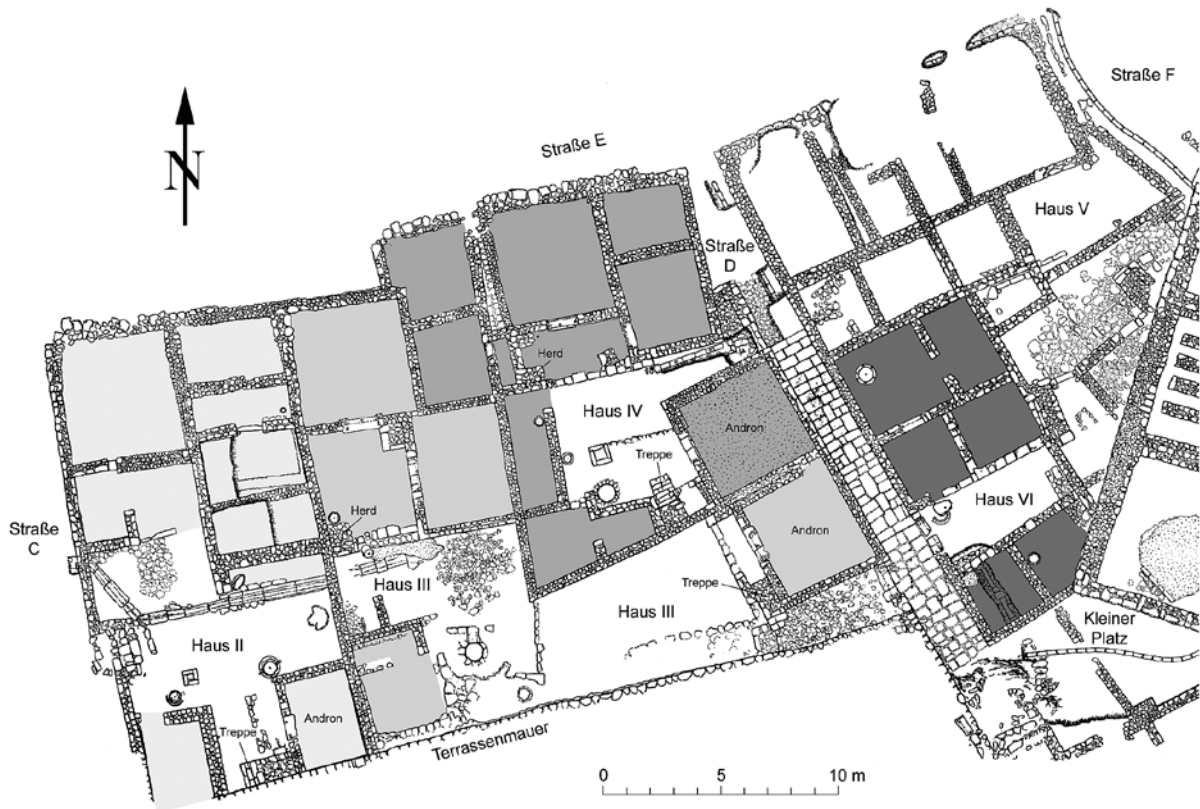 Straße F
Straße E
N
Haus V
Straße
D
Herd
Haus IV
Andron
Treppe
Haus VI
Straße
C
Herd
Andron
Haus III
Treppe
Haus III
Kleiner
Platz
Haus II
Andron
Treppe
Terrassenmauer
0 5 10 m